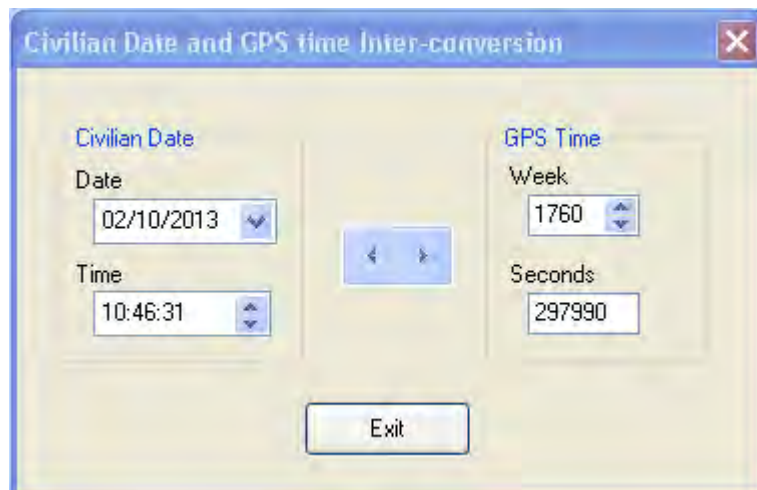 Civilian Date and GPS time Inter-conversion
Civilian Date
Date
02/10/2013
Time
10:46:31
GPS Time
Week
1760
Seconds
297990
Exit